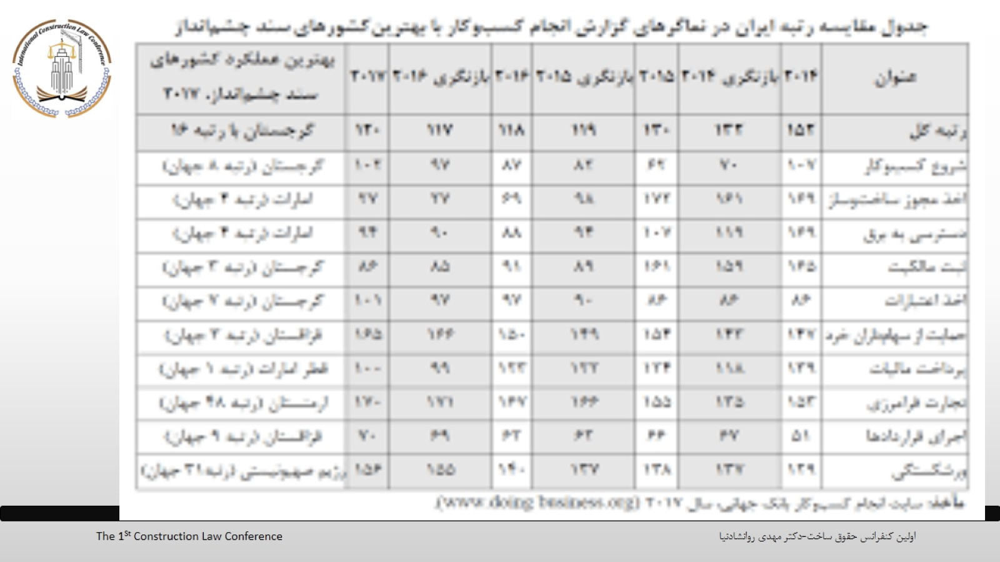 International Construction Law Conference
جدول مقایسه رتبه ایران در نماگرهای گزارش انجام کسب‌وکار با بهترین کشورهای سند چشم‌انداز
عنوان ۲۰۱۴ بازنگری ۲۰۱۴ ۲۰۱۵ بازنگری ۲۰۱۵ ۲۰۱۶ بازنگری ۲۰۱۶ ۲۰۱۷ بهترین عملکرد کشورهای
سند چشم‌انداز، ۲۰۱۷
رتبه کل ۱۵۲ ۱۳۰ ۱۱۹ ۱۱۸ ۱۱۷ ۱۲۰ گرجستان با رتبه ۱۶
شروع کسب‌وکار ۱۰۷ ۷۰ ۶۲ ۸۷ ۹۷ ۱۰۲ گرجستان (رتبه ۸ جهان)
اخذ مجوز ساخت‌وساز ۱۶۹ ۱۶۱ ۱۷۲ ۹۸ ۶۹ ۲۷ ۲۷ امارات (رتبه ۴ جهان)
دسترسی به برق ۱۶۹ ۱۱۹ ۱۰۷ ۹۴ ۸۸ ۹۰ ۹۴ امارات (رتبه ۴ جهان)
ثبت مالکیت ۱۶۵ ۱۵۹ ۱۶۱ ۸۹ ۹۱ ۸۵ ۸۶ گرجستان (رتبه ۳ جهان)
اخذ اعتبارات ۸۶ ۸۶ ۸۶ ۹۰ ۹۷ ۹۷ ۱۰۱ گرجستان (رتبه ۷ جهان)
حمایت از سهامداران خرد ۱۴۷ ۱۵۴ ۱۴۹ ۱۵۰ ۱۶۶ ۱۶۵ قزاقستان (رتبه ۳ جهان)
پرداخت مالیات ۱۳۹ ۱۱۸ ۱۲۴ ۱۲۳ ۹۹ ۱۰۰ قطر امارات (رتبه ۱ جهان)
تجارت فرامرزی ۱۵۳ ۱۳۵ ۱۵۵ ۱۶۶ ۱۶۷ ۱۷۱ ۱۷۰ ارمنستان (رتبه ۴۸ جهان)
اجرای قراردادها ۵۱ ۶۷ ۶۶ ۶۲ ۶۲ ۶۹ ۷۰ قزاقستان (رتبه ۹ جهان)
ورشکستگی ۱۲۹ ۱۳۷ ۱۳۸ ۱۳۷ ۱۴۰ ۱۵۵ ۱۵۶ رژیم صهیونیستی (رتبه ۳۱ جهان)
مأخذ: سایت انجام کسب‌وکار بانک جهانی، سال ۲۰۱۷ (www.doing business.org).
The 1St Construction Law Conference
اولین کنفرانس حقوق ساخت-دکتر مهدی روانشادنیا